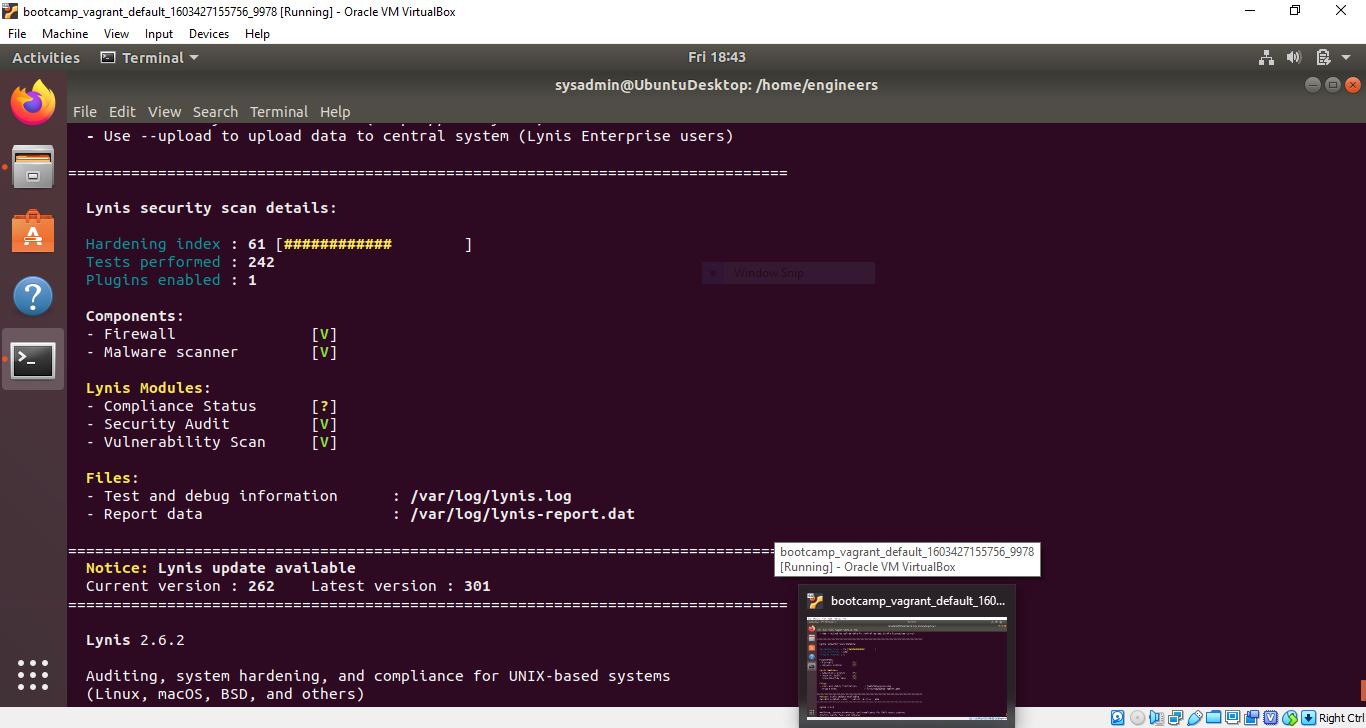 bootcamp_vagrant_default_1603427155756_9978 [Running] - Oracle VM VirtualBox
File Machine View Input Devices Help
Activities Terminal Fri 18:43
sysadmin@UbuntuDesktop: /home/engineers
File Edit View Search Terminal Help
- Use --upload to upload data to central system (Lynis Enterprise users)
================================================================================
Lynis security scan details:
Hardening index : 61 [############        ]
Tests performed : 242
Window Snip
Plugins enabled : 1
Components:
- Firewall [V]
- Malware scanner [V]
Lynis Modules:
- Compliance Status [?]
- Security Audit [V]
- Vulnerability Scan [V]
Files:
- Test and debug information : /var/log/lynis.log
- Report data : /var/log/lynis-report.dat
================================================================================
Notice: Lynis update available
Current version : 262 Latest version : 301
================================================================================
Lynis 2.6.2
Auditing, system hardening, and compliance for UNIX-based systems
(Linux, macOS, BSD, and others)
bootcamp_vagrant_default_1603427155756_9978
[Running] - Oracle VM VirtualBox
bootcamp_vagrant_default_160...
Right Ctrl